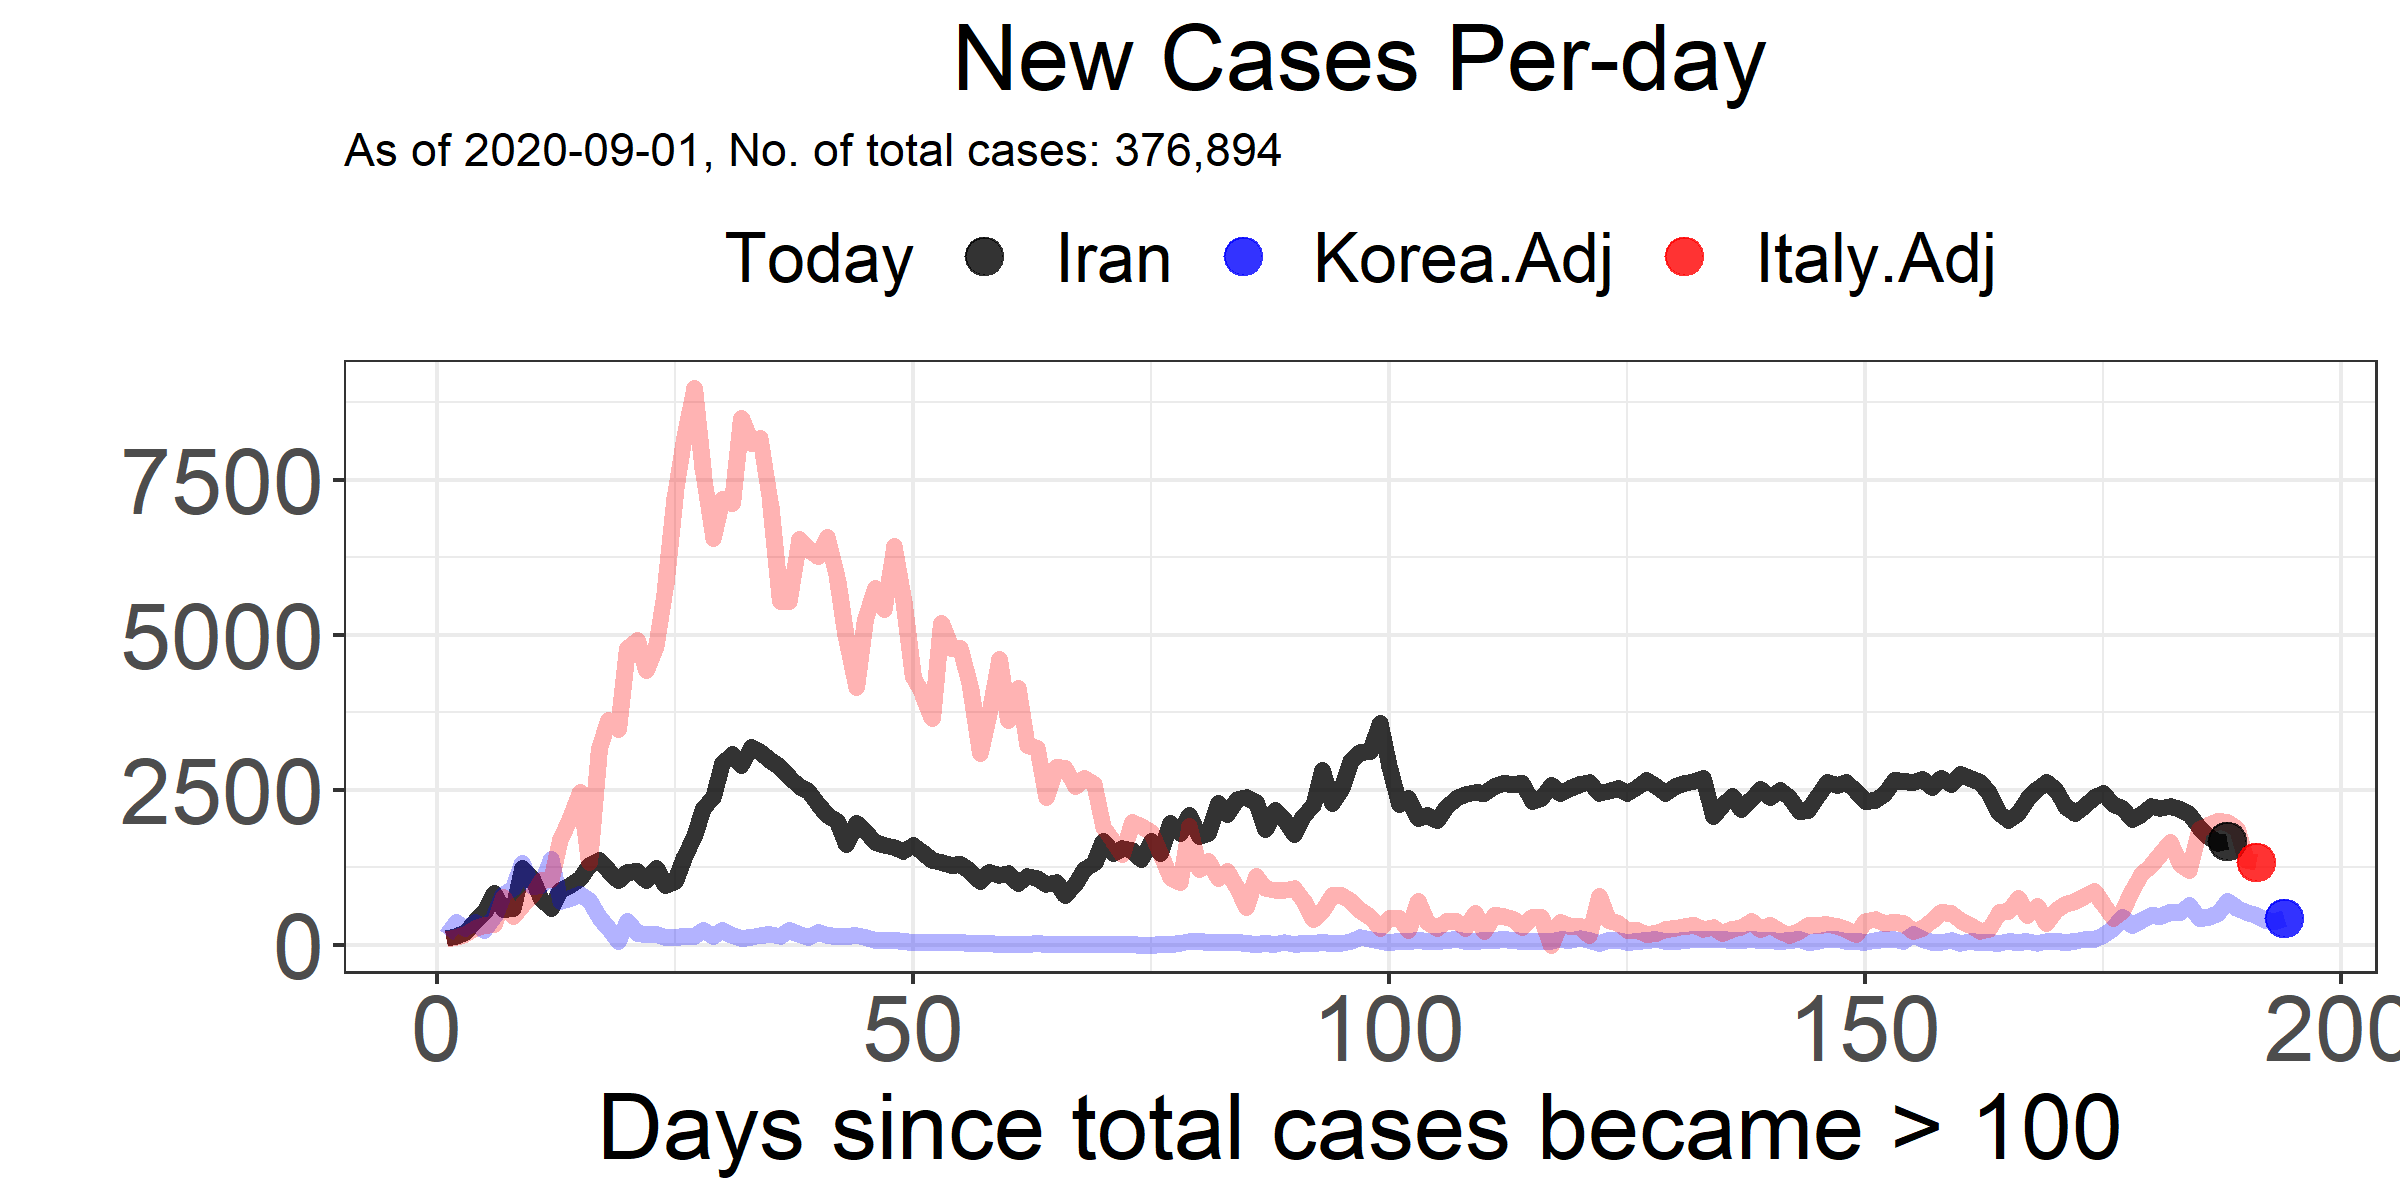 New Cases Per-day
As of 2020-09-01, No. of total cases: 376,894
Today Iran Korea.Adj Italy.Adj
7500
5000
2500
0
0 50 100 150 200
Days since total cases became > 100